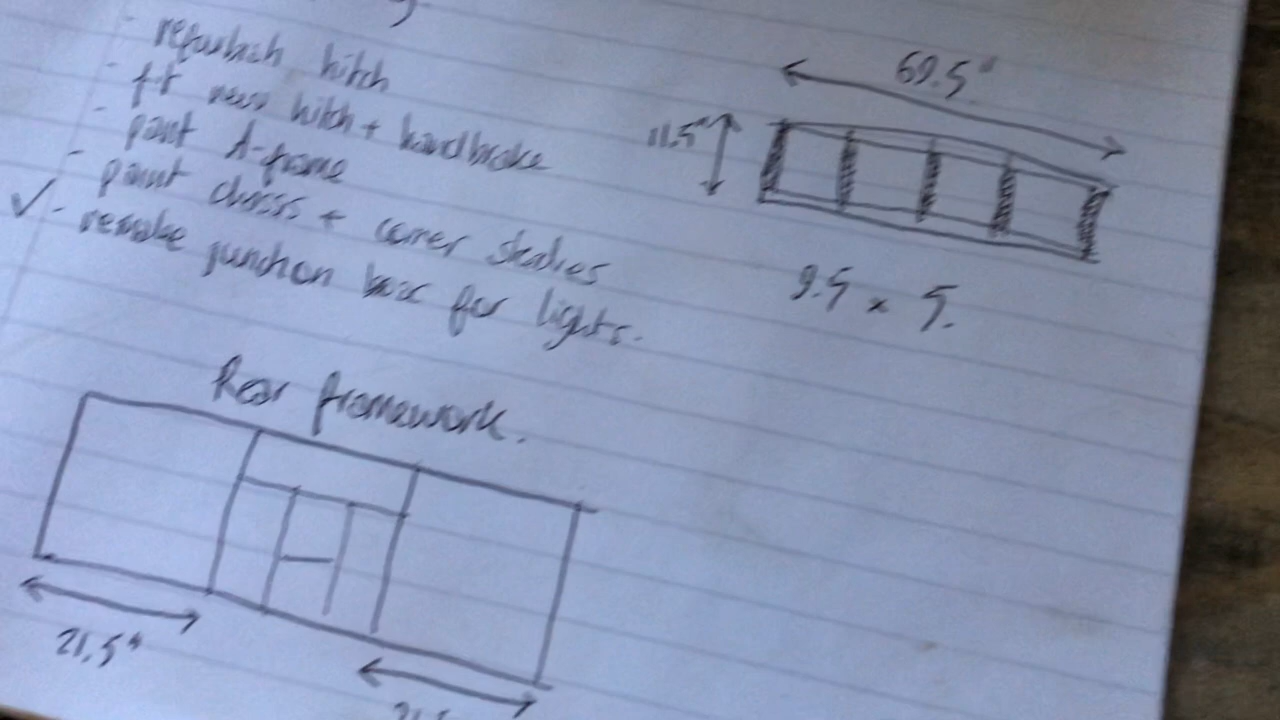 - refurbish hitch
- fit new hitch + handbrake
- paint A-frame
- paint chasss + corner steadies
✓ - remake junction box for lights.
69.5"
11.5"
9.5 x 5.
Rear framework.
21.5"